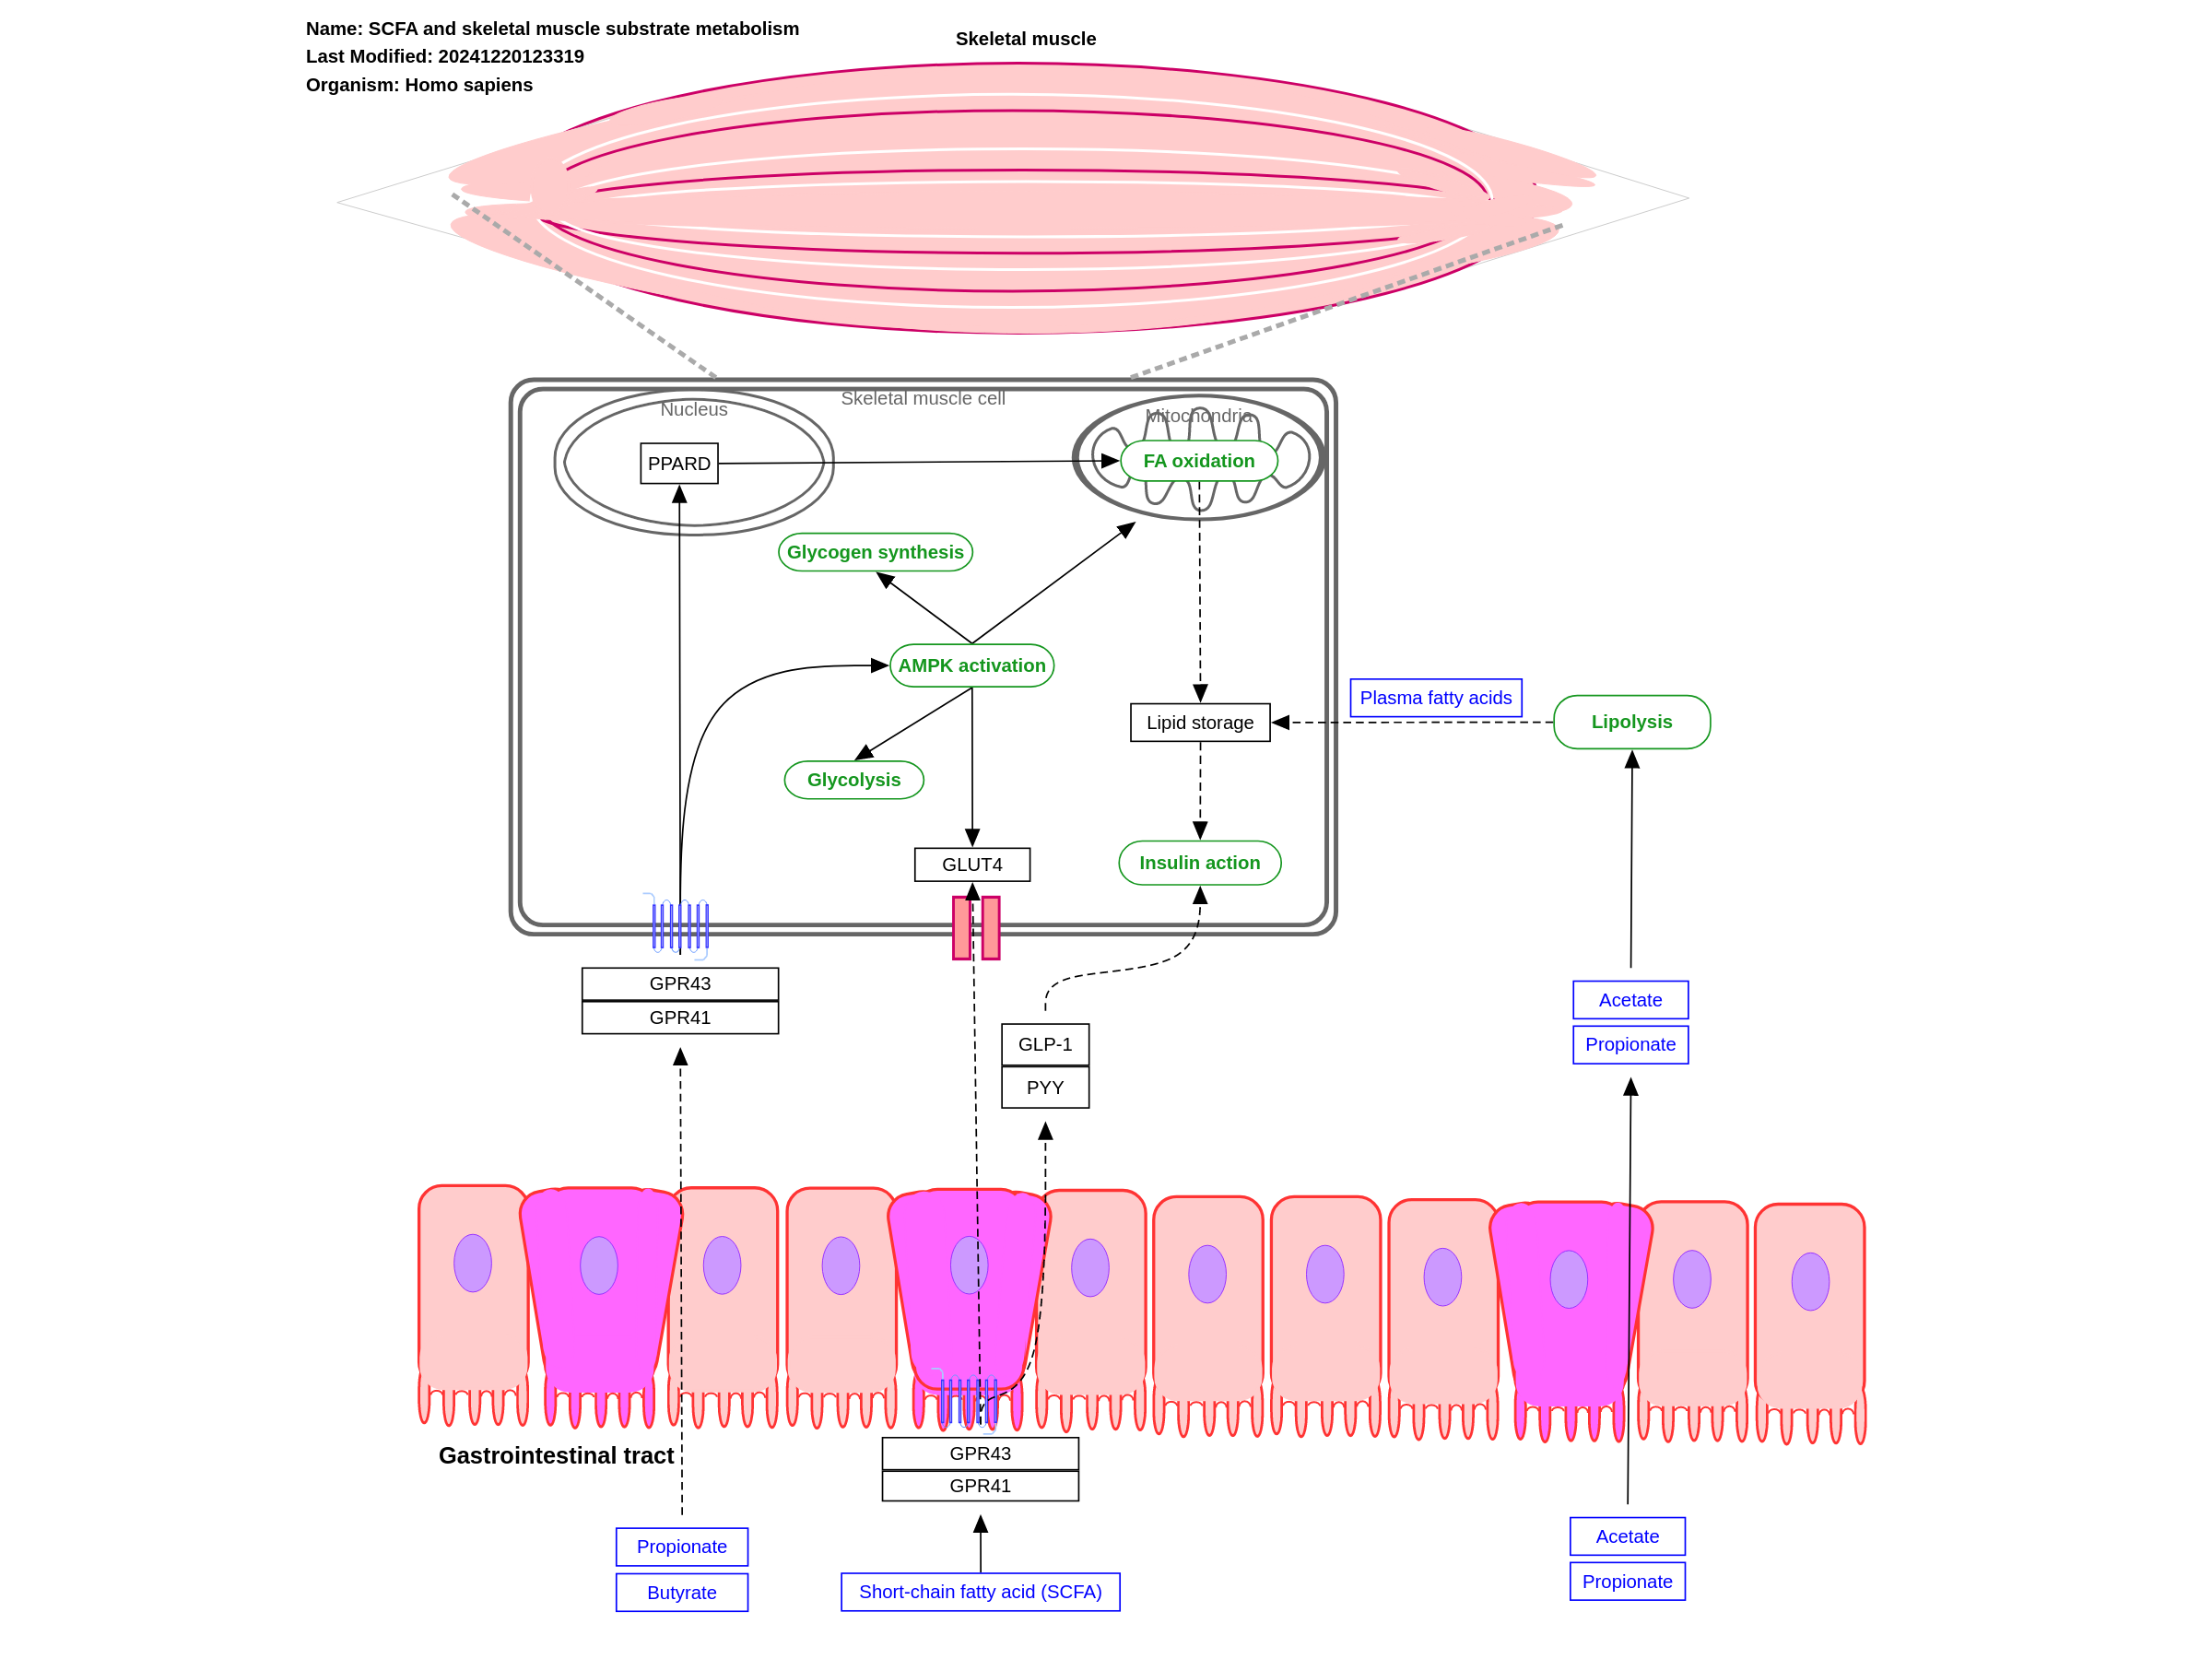 Name: SCFA and skeletal muscle substrate metabolism
Last Modified: 20241220123319
Organism: Homo sapiens
Skeletal muscle
Skeletal muscle cell
Nucleus
Mitochondria
PPARD
FA oxidation
Glycogen synthesis
AMPK activation
Plasma fatty acids
Lipid storage
Lipolysis
Glycolysis
GLUT4
Insulin action
GPR43
GPR41
GLP-1
PYY
Acetate
Propionate
Gastrointestinal tract
GPR43
GPR41
Propionate
Butyrate
Short-chain fatty acid (SCFA)
Acetate
Propionate